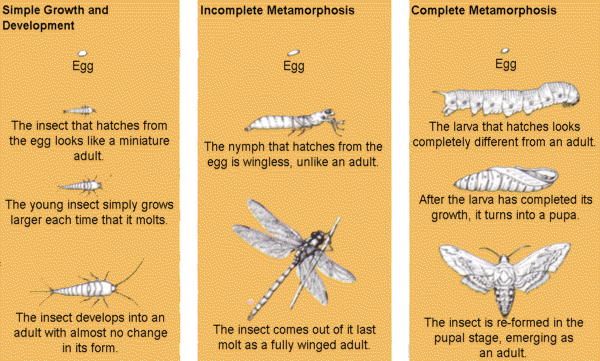 Simple Growth and
Development
Egg
The insect that hatches from
the egg looks like a miniature
adult.
The young insect simply grows
larger each time that it molts.
The insect develops into an
adult with almost no change
in its form.
Incomplete Metamorphosis
Egg
The nymph that hatches from the
egg is wingless, unlike an adult.
The insect comes out of it last
molt as a fully winged adult.
Complete Metamorphosis
Egg
The larva that hatches looks
completely different from an adult.
After the larva has completed its
growth, it turns into a pupa.
The insect is re-formed in the
pupal stage, emerging as
an adult.